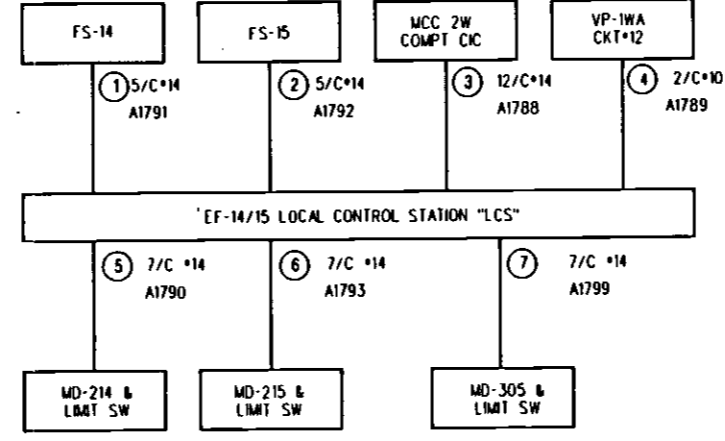 FS-14
FS-15
MCC 2W
COMPT CIC
VP-1WA
CKT#12
1 5/C#14
A1791
2 5/C#14
A1792
3 12/C#14
A1788
4 2/C#10
A1789
EF-14/15 LOCAL CONTROL STATION "LCS"
5 7/C #14
A1790
6 7/C #14
A1793
7 7/C #14
A1799
MD-214 &
LIMIT SW
MD-215 &
LIMIT SW
MD-305 &
LIMIT SW